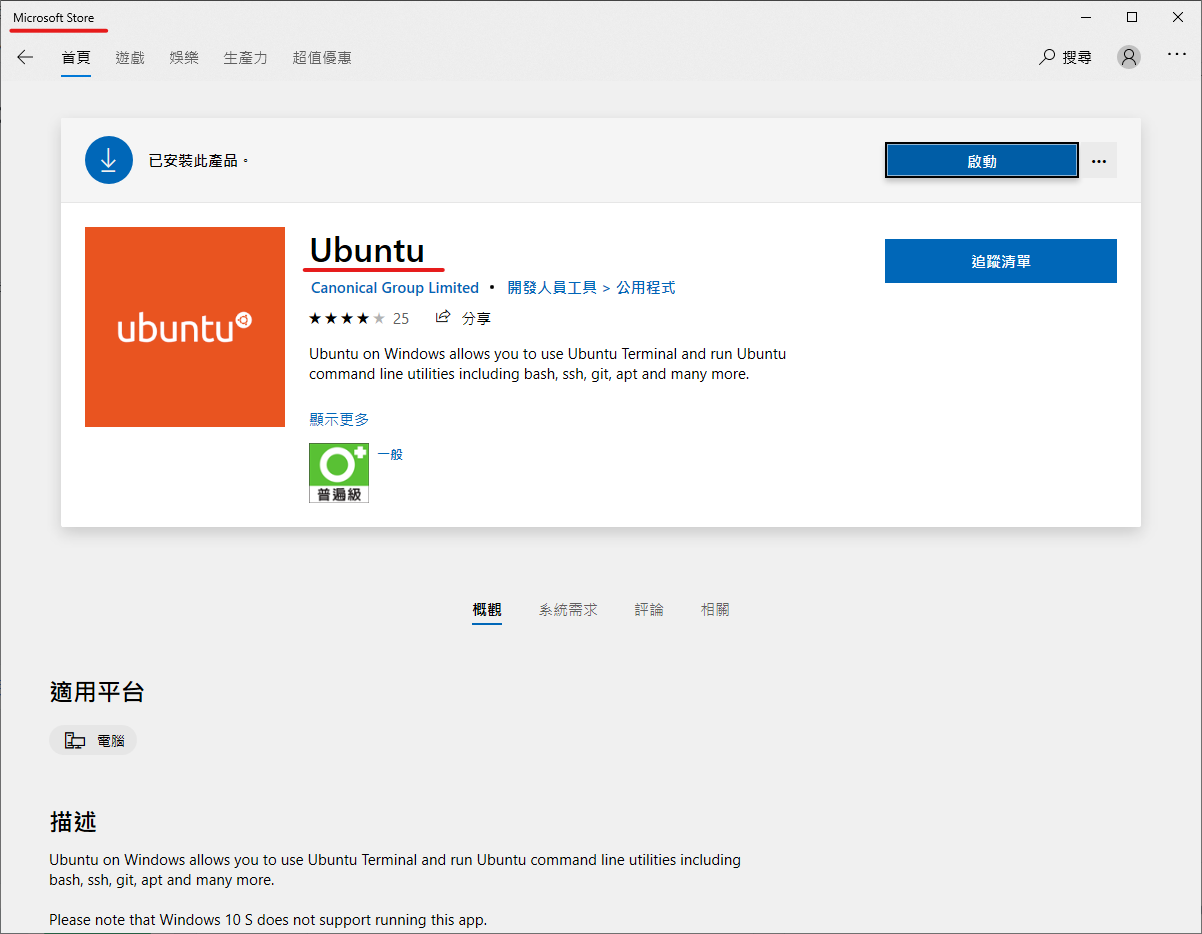 Microsoft Store
首頁 遊戲 娛樂 生產力 超值優惠 搜尋
已安裝此產品。
啟動
ubuntu
Ubuntu
追蹤清單
Canonical Group Limited • 開發人員工具 > 公用程式
25 分享
Ubuntu on Windows allows you to use Ubuntu Terminal and run Ubuntu
command line utilities including bash, ssh, git, apt and many more.
顯示更多
普遍級
一般
概觀 系統需求 評論 相關
適用平台
電腦
描述
Ubuntu on Windows allows you to use Ubuntu Terminal and run Ubuntu command line utilities including
bash, ssh, git, apt and many more.
Please note that Windows 10 S does not support running this app.